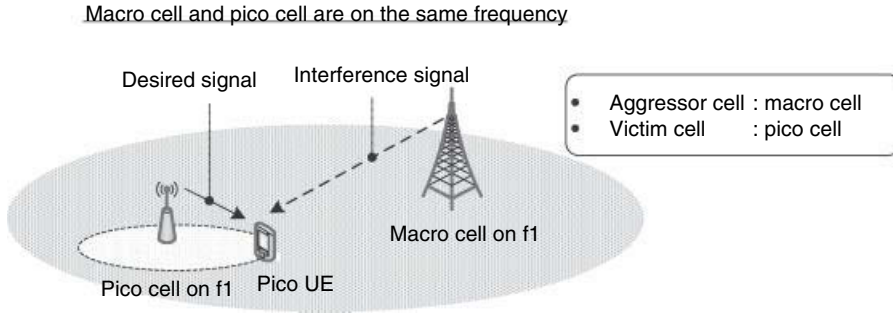 Macro cell and pico cell are on the same frequency
Desired signal
Interference signal
• Aggressor cell : macro cell
• Victim cell : pico cell
Macro cell on f1
Pico cell on f1
Pico UE